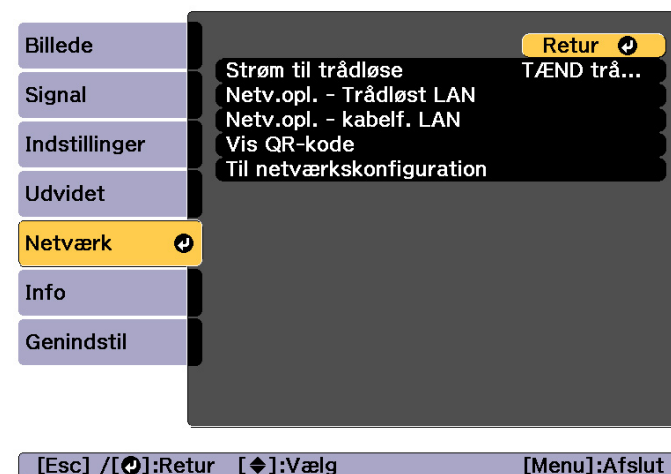 Billede
Signal
Indstillinger
Udvidet
Netværk
Info
Genindstil
Retur
Strøm til trådløse TÆND trå...
Netv.opl. - Trådløst LAN
Netv.opl. - kabelf. LAN
Vis QR-kode
Til netværkskonfiguration
[Esc] /[]:Retur []:Vælg [Menu]:Afslut